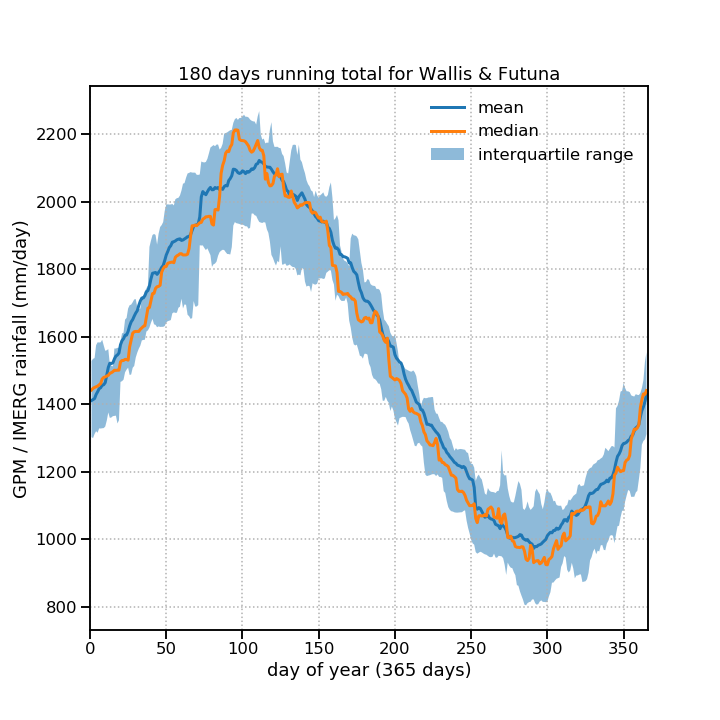 180 days running total for Wallis & Futuna
mean
median
interquartile range
GPM / IMERG rainfall (mm/day)
2200
2000
1800
1600
1400
1200
1000
800
0 50 100 150 200 250 300 350
day of year (365 days)